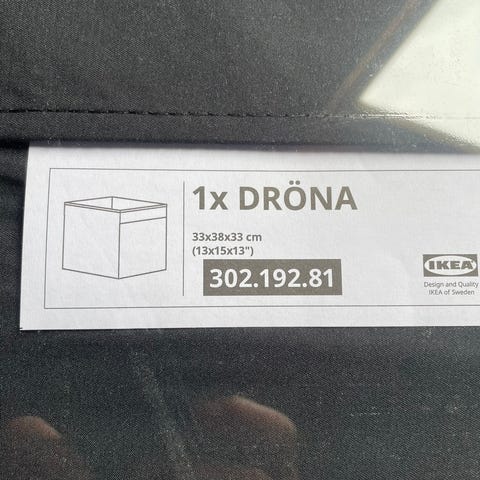 1x DRÖNA
33x38x33 cm
(13x15x13")
302.192.81
IKEA
Design and Quality
IKEA of Sweden